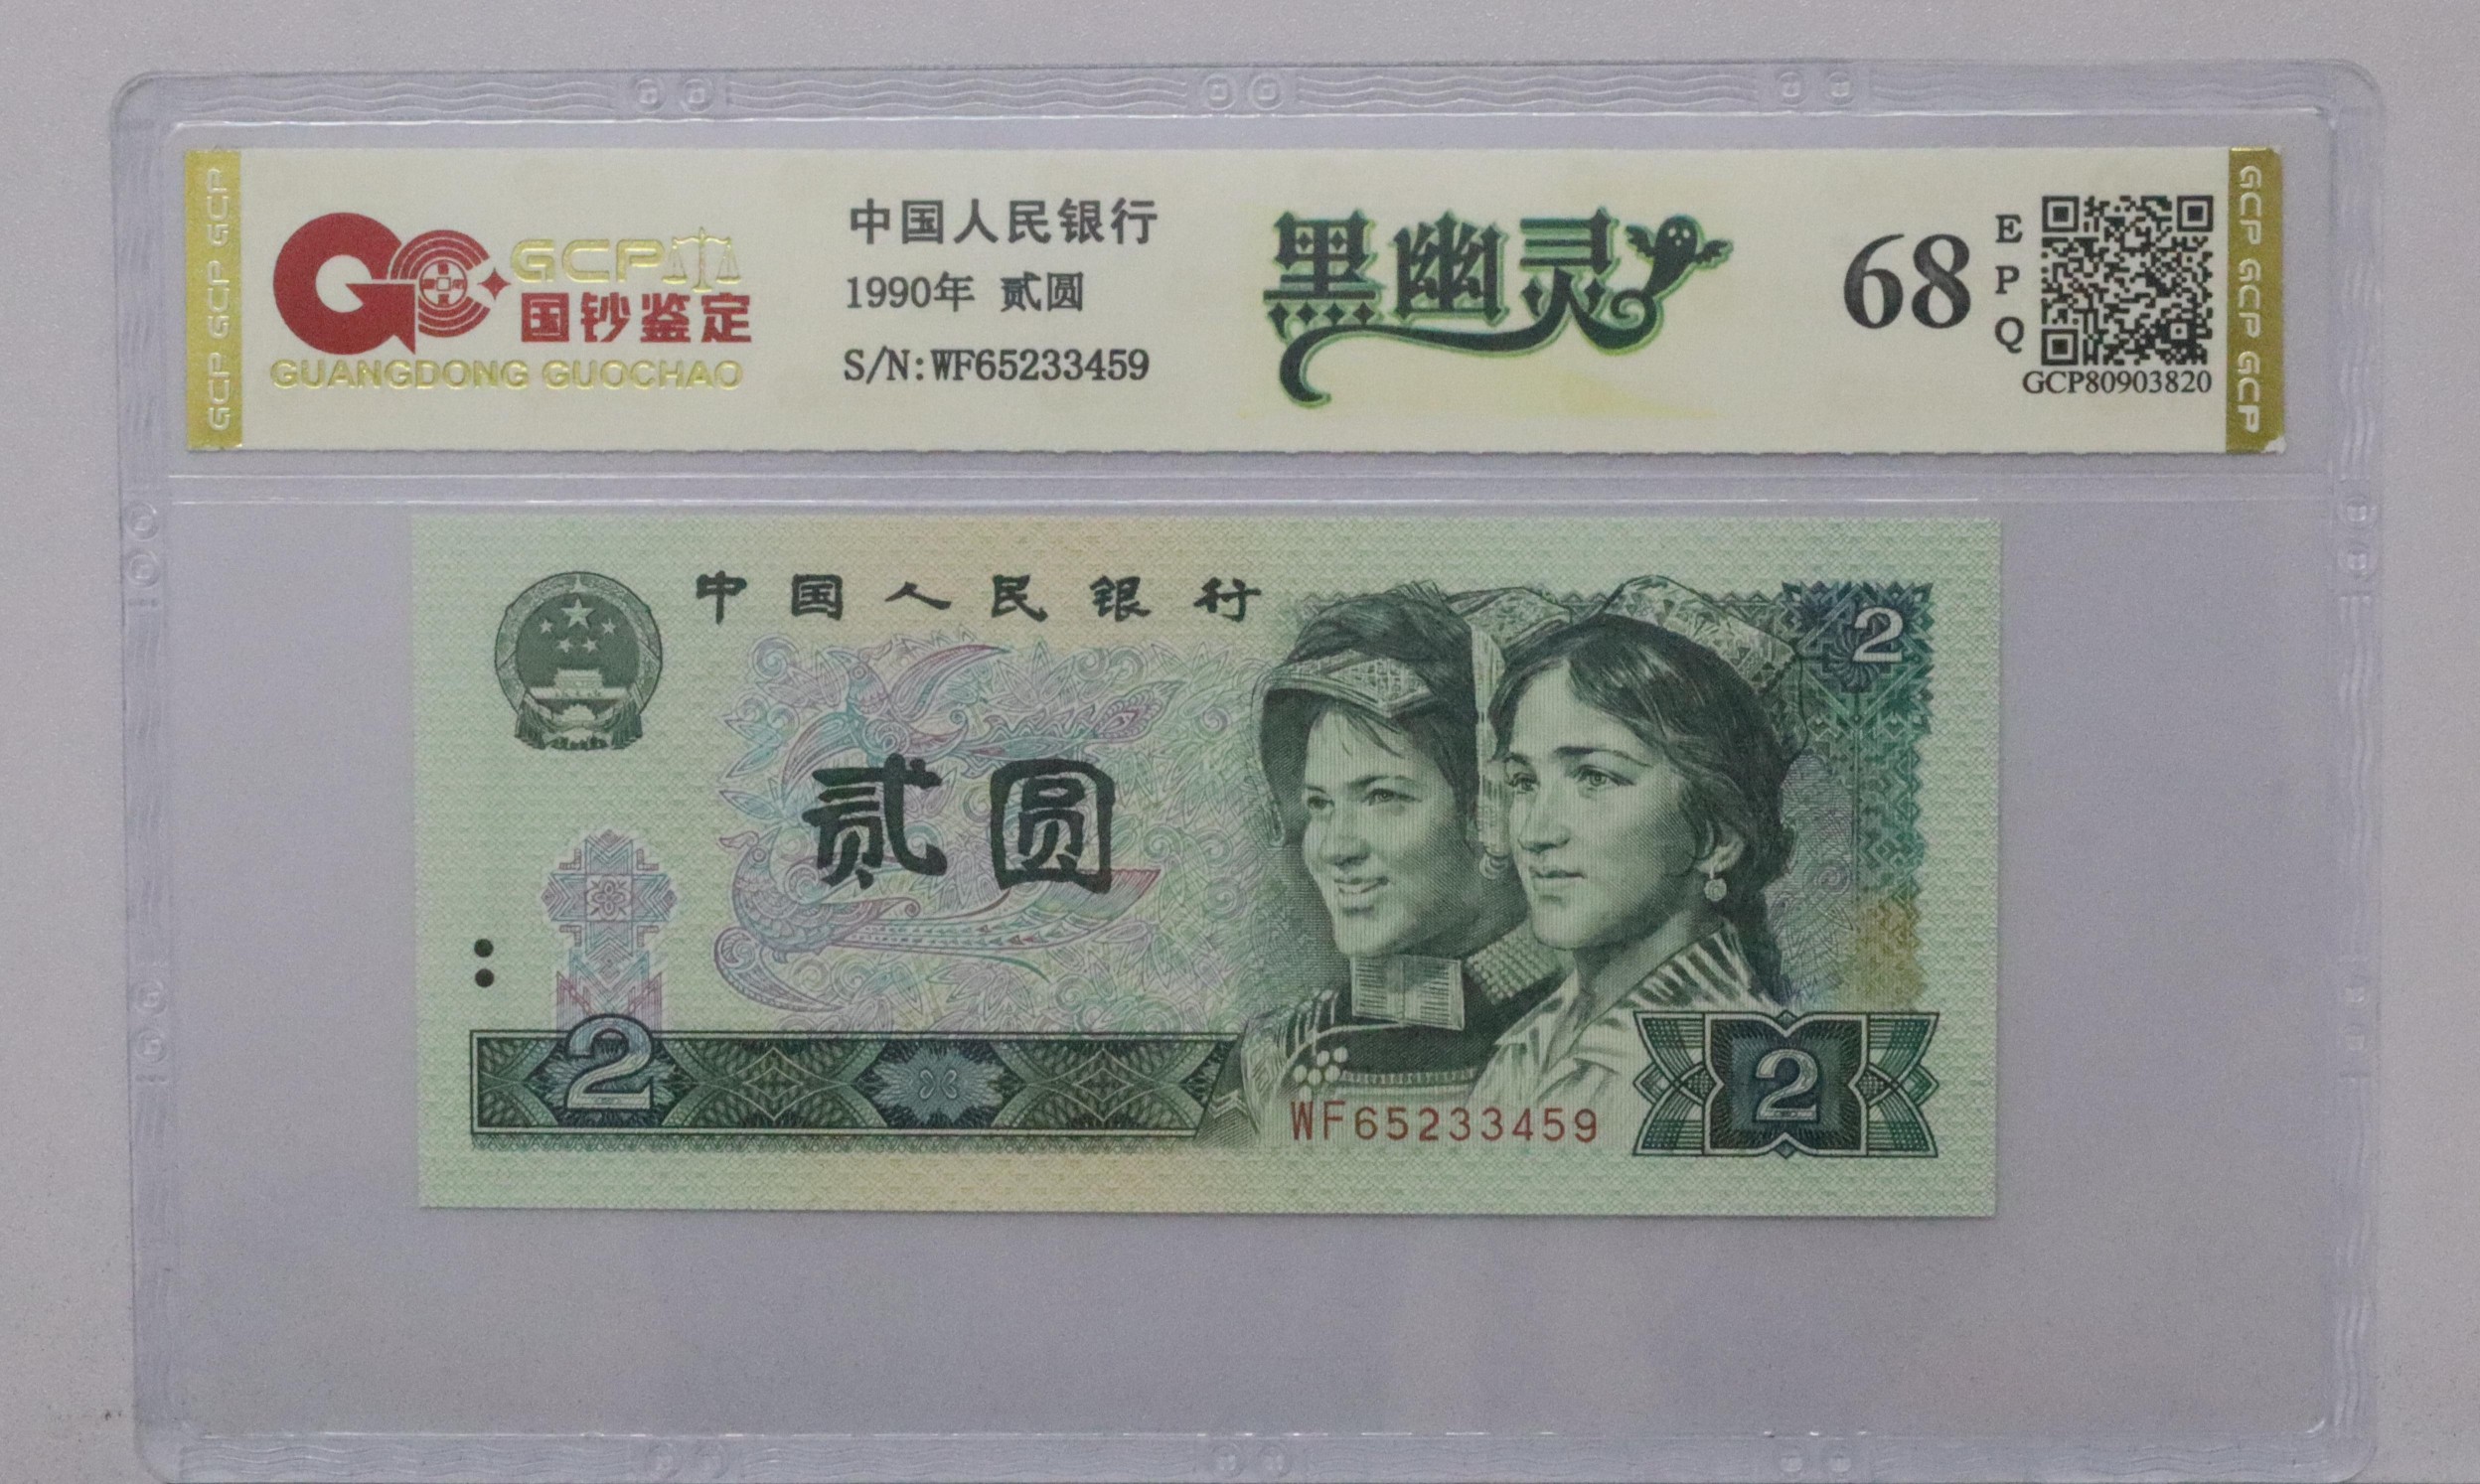 GCP GCP GCP
GCP
国钞鉴定
GUANGDONG GUOCHAO
中国人民银行
1990年 贰圆
S/N:WF65233459
黑幽灵
68
E
P
Q
GCP80903820
GCP GCP GCP
中国人民银行
2
贰圆
2
2
WF65233459